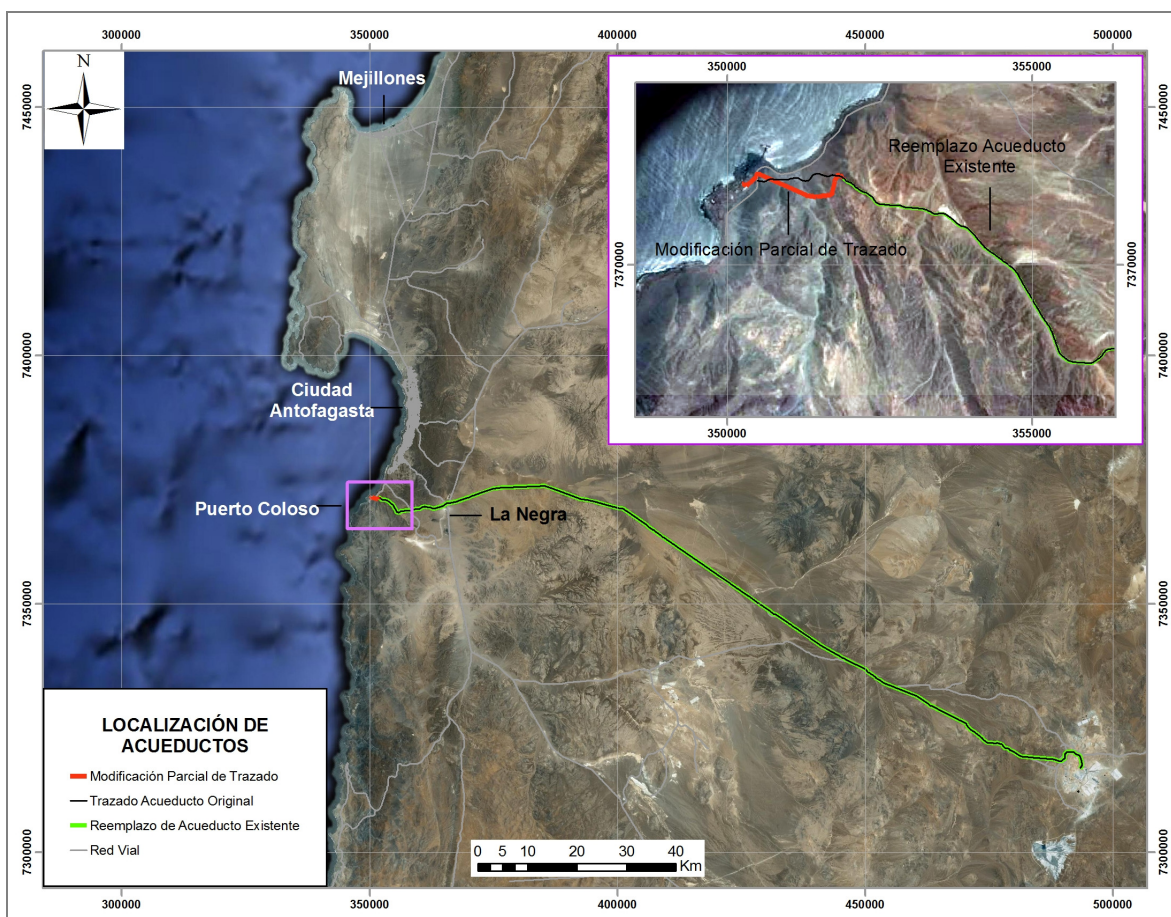 300000 350000 400000 450000 500000
N
Mejillones
7450000
7450000
350000 355000
Reemplazo Acueducto
Existente
Modificación Parcial de Trazado
7370000
7370000
350000 355000
7400000
7400000
Ciudad
Antofagasta
Puerto Coloso
La Negra
7350000
7350000
LOCALIZACIÓN DE
ACUEDUCTOS
Modificación Parcial de Trazado
Trazado Acueducto Original
Reemplazo de Acueducto Existente
Red Vial
0 5 10 20 30 40
Km
7300000
7300000
300000 350000 400000 450000 500000